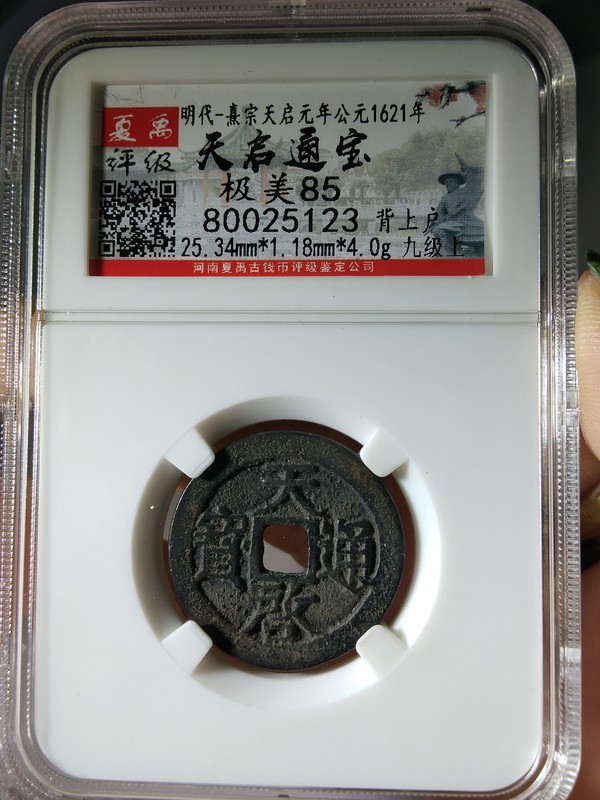 明代-熹宗天启元年公元1621年
夏禹
评级
天启通宝
极美85
80025123 背上户
25.34mm*1.18mm*4.0g 九级上
河南夏禹古钱币评级鉴定公司
天
寶 通
啟